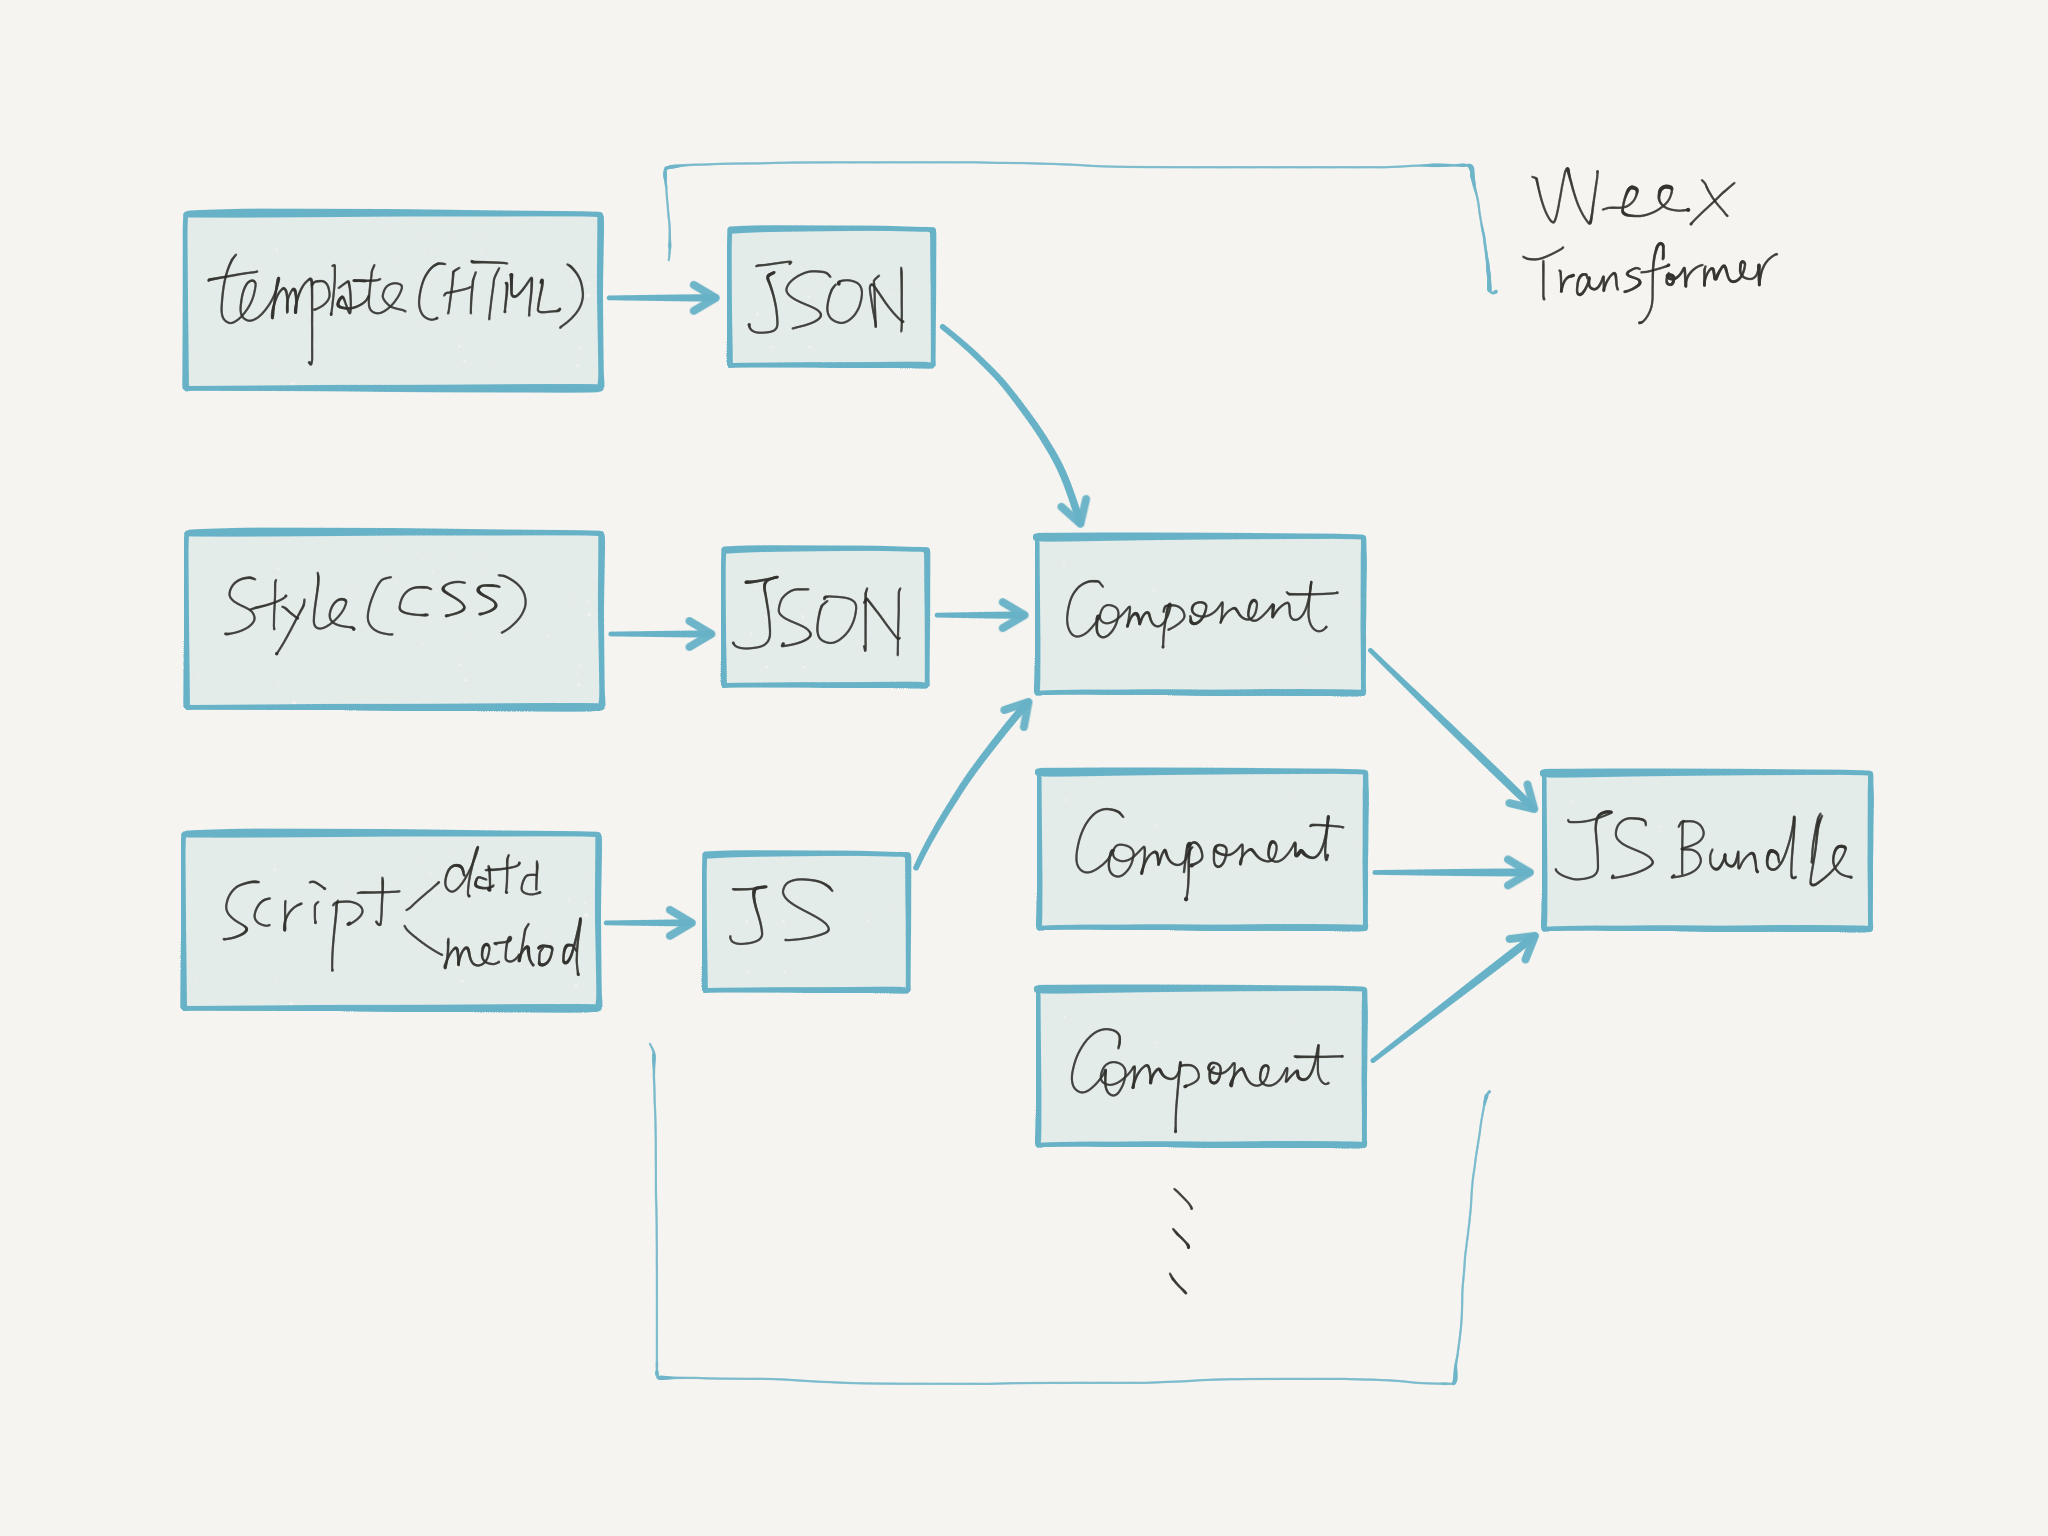 Weex
Transformer
template(HTML)
JSON
Style(CSS)
JSON
Component
Script
data
method
JS
Component
JS Bundle
Component